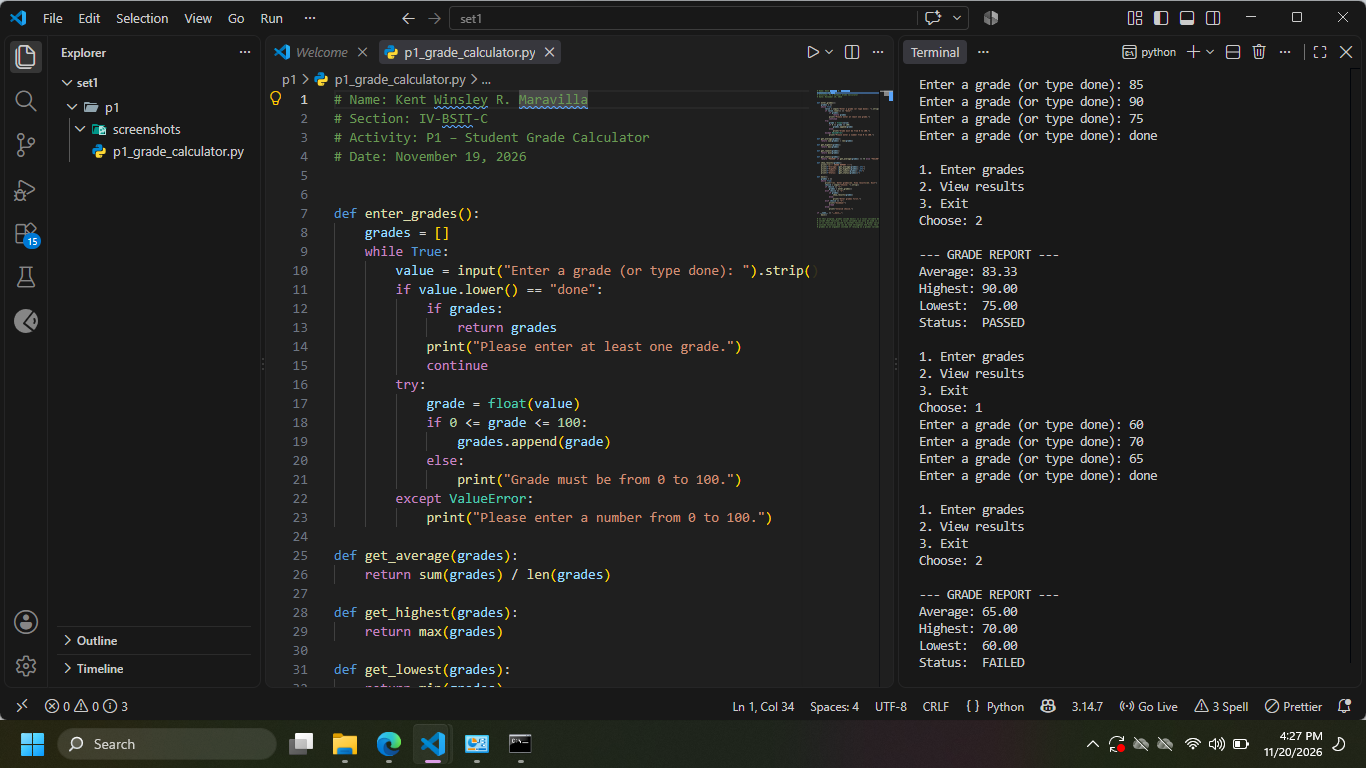 File Edit Selection View Go Run ···
set1
Explorer ···
set1
p1
screenshots
p1_grade_calculator.py
Outline
Timeline
15
Welcome
p1_grade_calculator.py
p1 > p1_grade_calculator.py > ...
1 # Name: Kent Winsley R. Maravilla
2 # Section: IV-BSIT-C
3 # Activity: P1 – Student Grade Calculator
4 # Date: November 19, 2026
5
6
7 def enter_grades():
8 grades = []
9 while True:
10 value = input("Enter a grade (or type done): ").strip()
11 if value.lower() == "done":
12 if grades:
13 return grades
14 print("Please enter at least one grade.")
15 continue
16 try:
17 grade = float(value)
18 if 0 <= grade <= 100:
19 grades.append(grade)
20 else:
21 print("Grade must be from 0 to 100.")
22 except ValueError:
23 print("Please enter a number from 0 to 100.")
24
25 def get_average(grades):
26 return sum(grades) / len(grades)
27
28 def get_highest(grades):
29 return max(grades)
30
31 def get_lowest(grades):
32 return min(grades)
Terminal ··· python
Enter a grade (or type done): 85
Enter a grade (or type done): 90
Enter a grade (or type done): 75
Enter a grade (or type done): done
1. Enter grades
2. View results
3. Exit
Choose: 2
--- GRADE REPORT ---
Average: 83.33
Highest: 90.00
Lowest:  75.00
Status:  PASSED
1. Enter grades
2. View results
3. Exit
Choose: 1
Enter a grade (or type done): 60
Enter a grade (or type done): 70
Enter a grade (or type done): 65
Enter a grade (or type done): done
1. Enter grades
2. View results
3. Exit
Choose: 2
--- GRADE REPORT ---
Average: 65.00
Highest: 70.00
Lowest:  60.00
Status:  FAILED
0 0 3 Ln 1, Col 34 Spaces: 4 UTF-8 CRLF { } Python 3.14.7 Go Live 3 Spell Prettier
Search 4:27 PM
11/20/2026